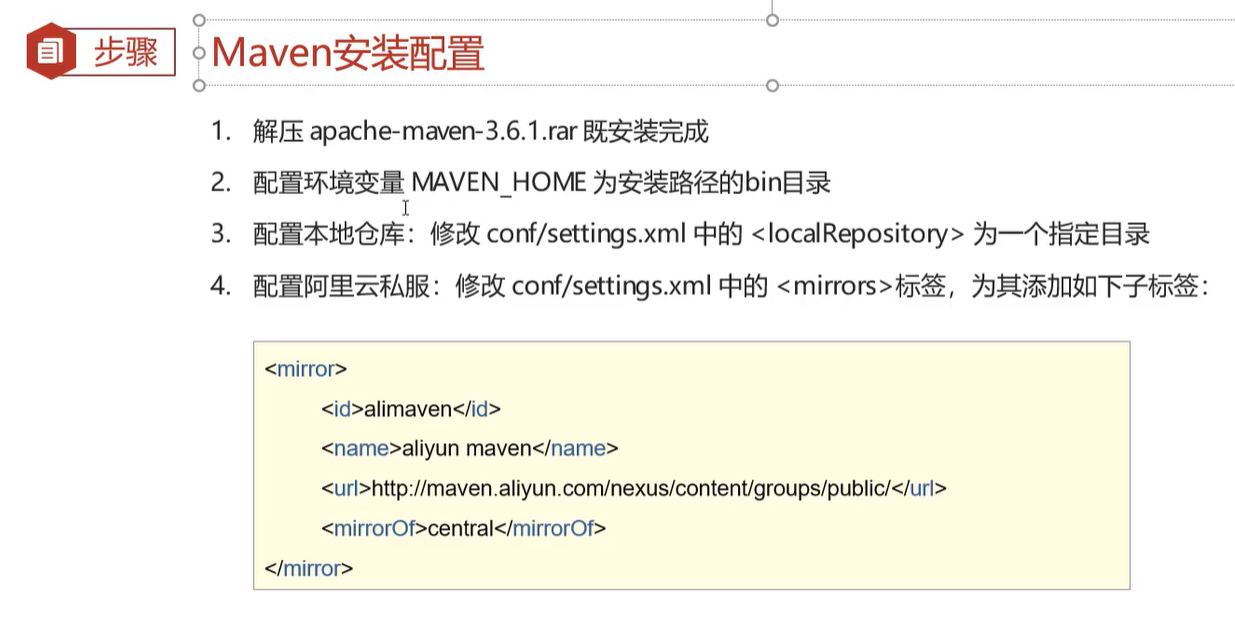 步骤
Maven安装配置
1. 解压 apache-maven-3.6.1.rar 既安装完成
2. 配置环境变量 MAVEN_HOME 为安装路径的bin目录
3. 配置本地仓库：修改 conf/settings.xml 中的 <localRepository> 为一个指定目录
4. 配置阿里云私服：修改 conf/settings.xml 中的 <mirrors>标签，为其添加如下子标签：
<mirror>
<id>alimaven</id>
<name>aliyun maven</name>
<url>http://maven.aliyun.com/nexus/content/groups/public/</url>
<mirrorOf>central</mirrorOf>
</mirror>